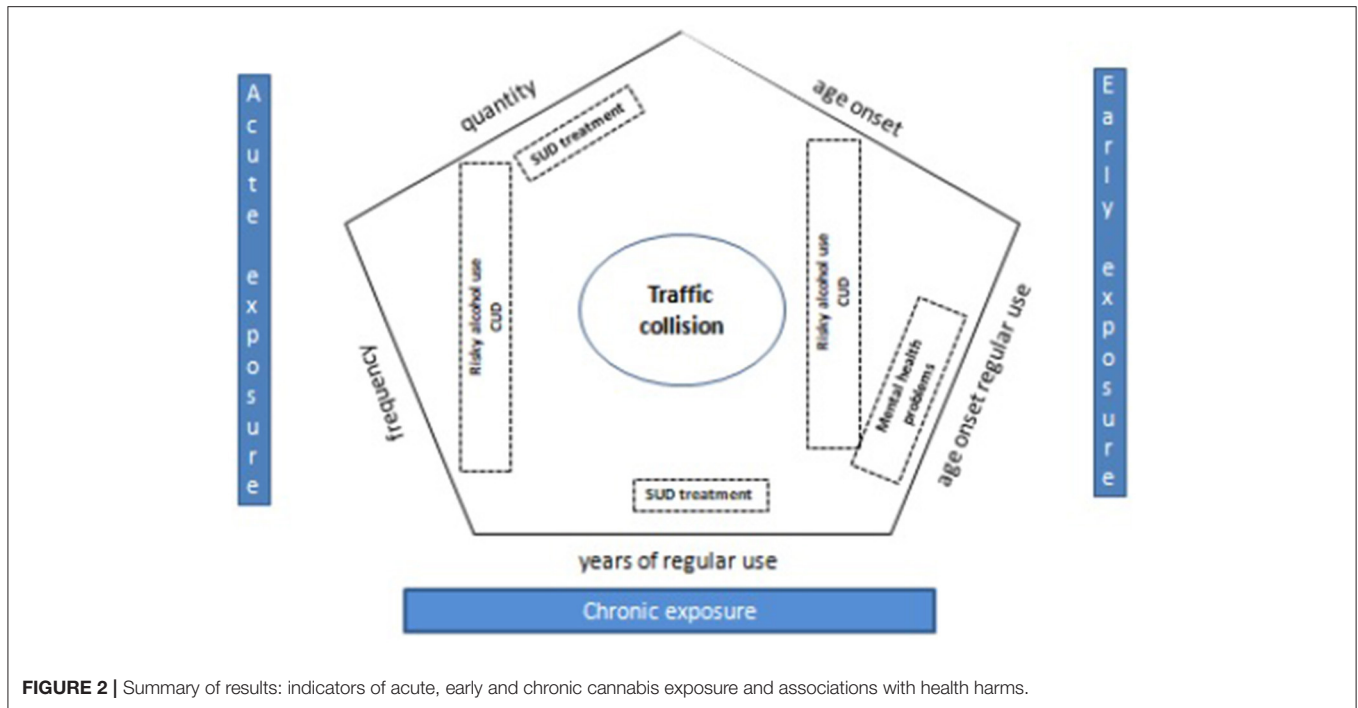 quantity
age onset
Acute exposure
Early exposure
SUD treatment
Risky alcohol use
CUD
Traffic
collision
Risky alcohol use
CUD
Mental health
problems
frequency
age onset regular use
SUD treatment
years of regular use
Chronic exposure
FIGURE 2 | Summary of results: indicators of acute, early and chronic cannabis exposure and associations with health harms.